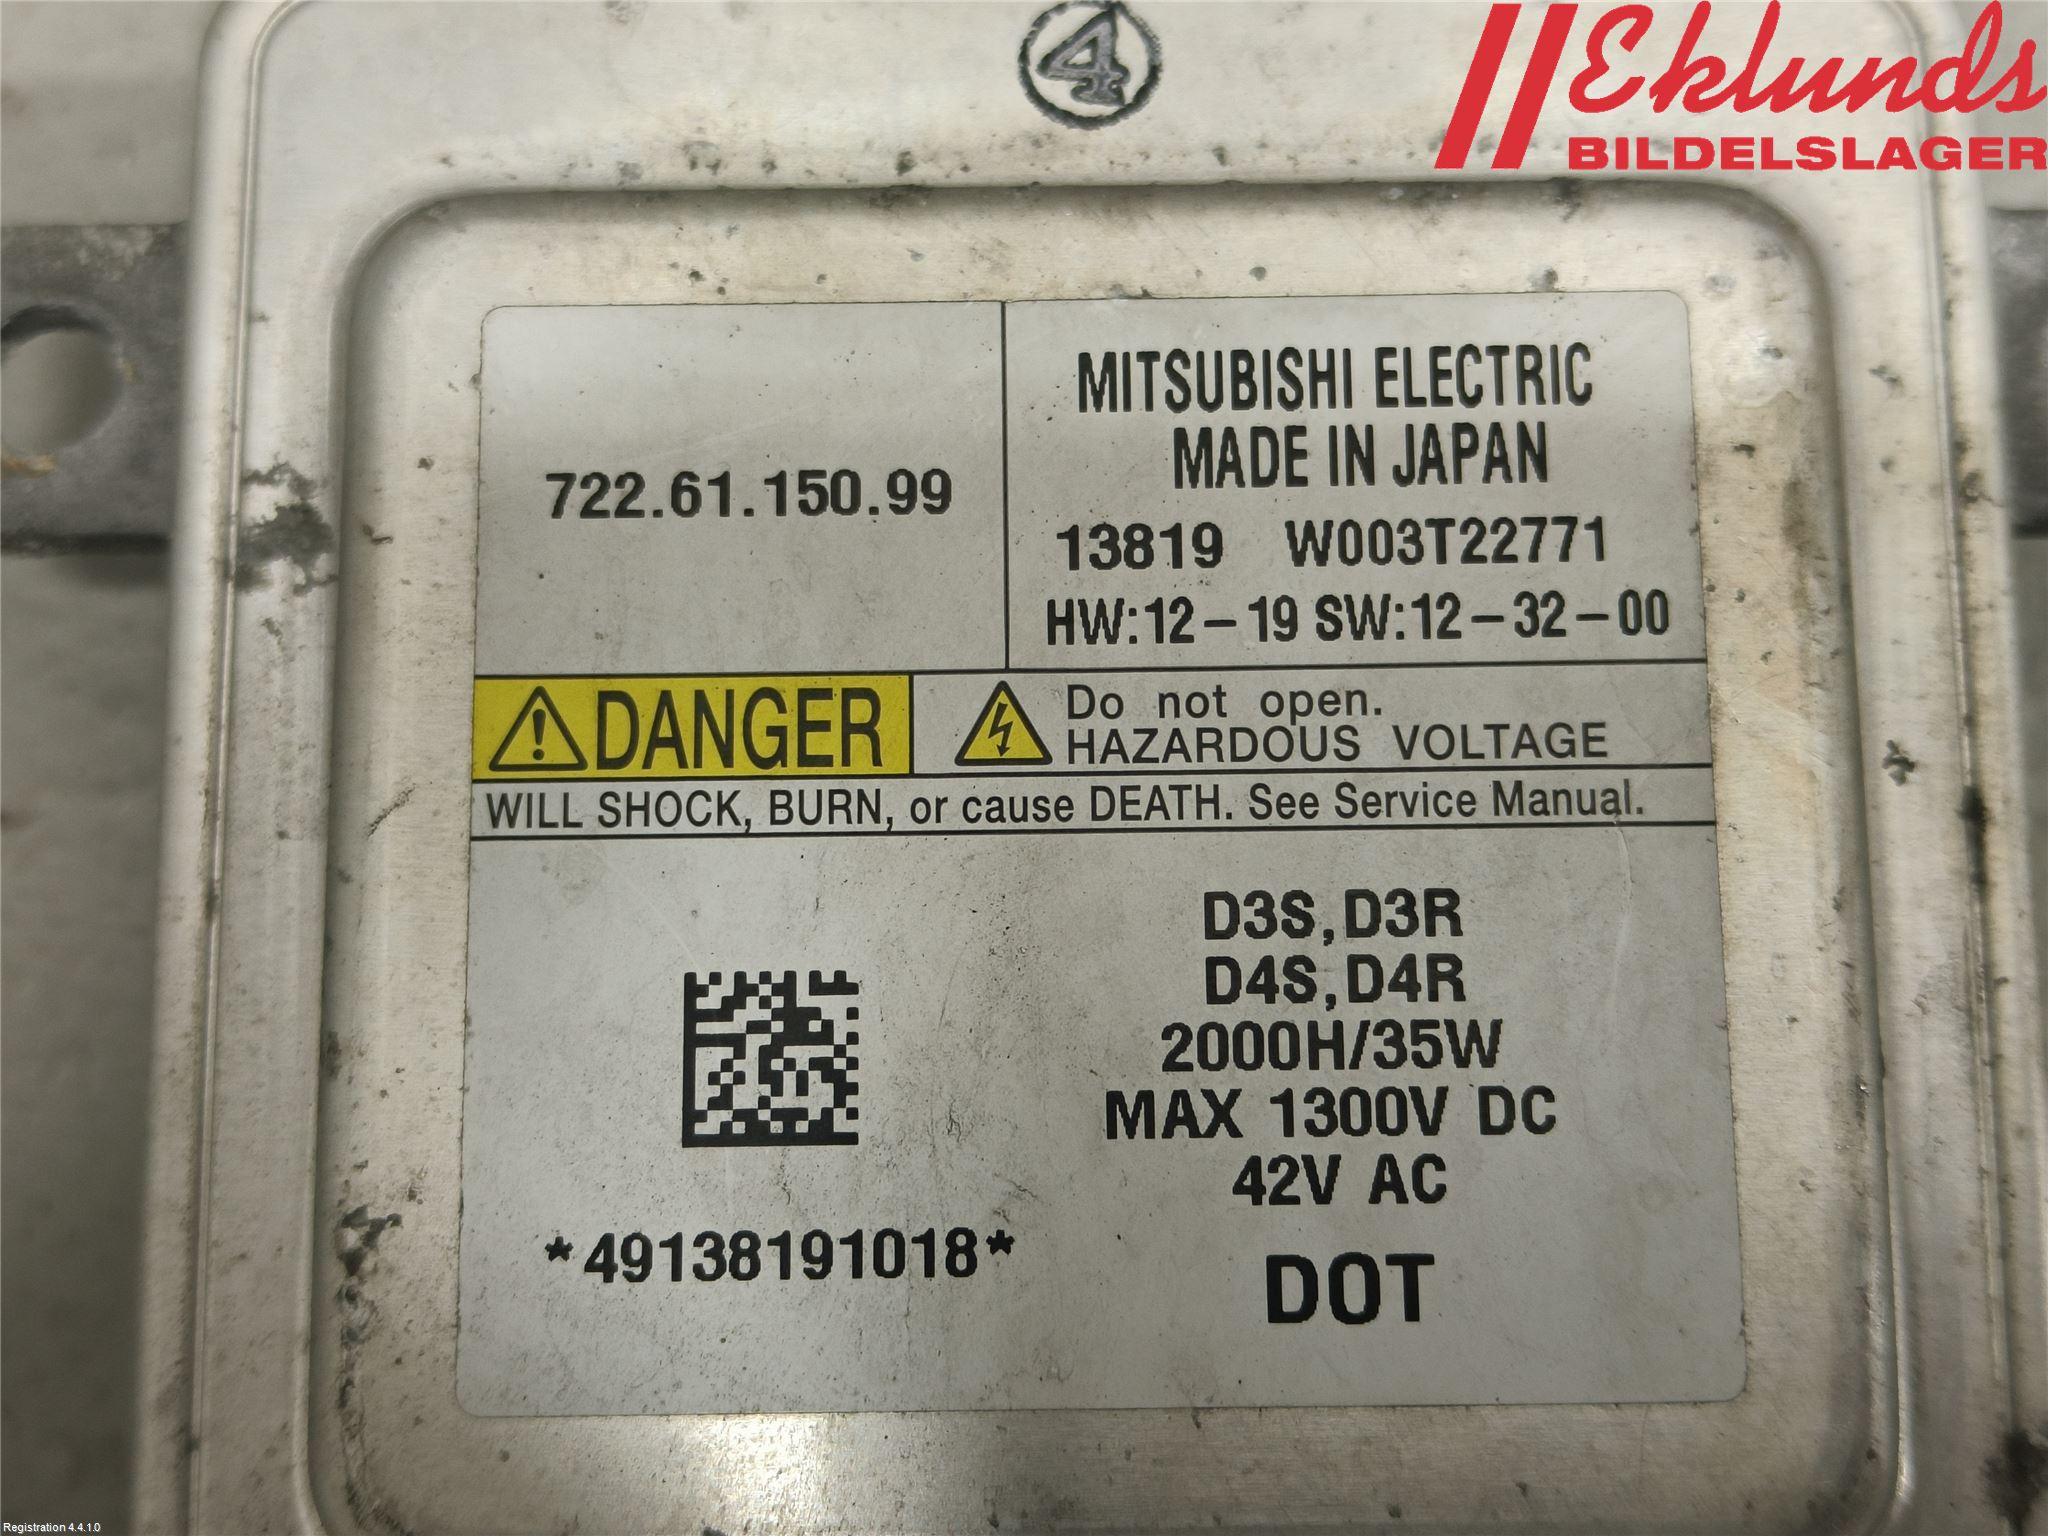 4
Eklunds
BILDELSLAGER
722.61.150.99
MITSUBISHI ELECTRIC
MADE IN JAPAN
13819 W003T22771
HW:12-19 SW:12-32-00
DANGER
Do not open.
HAZARDOUS VOLTAGE
WILL SHOCK, BURN, or cause DEATH. See Service Manual.
D3S,D3R
D4S,D4R
2000H/35W
MAX 1300V DC
42V AC
*49138191018*
DOT
Registration 4.4.1.0